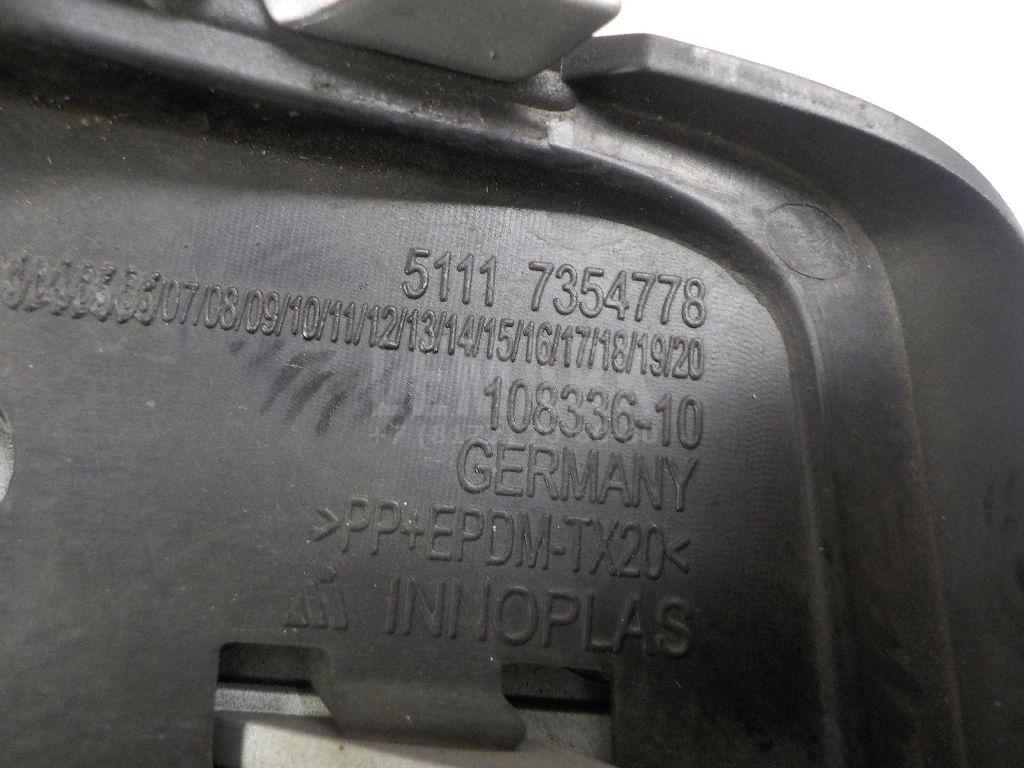 5111 7354778
/07/08/09/10/11/12/13/14/15/16/17/18/19/20
108336-10
GERMANY
>PP+EPDM-TX20<
INNOPLAS